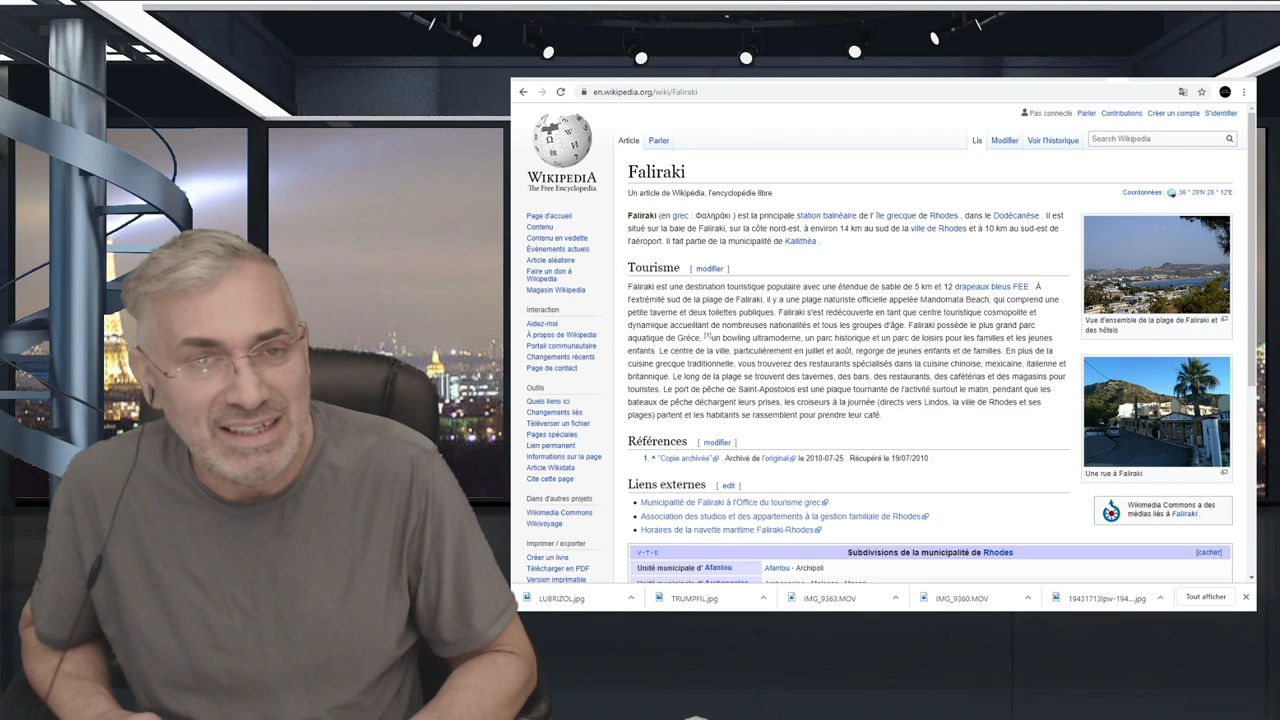 en.wikipedia.org/wiki/Faliraki
Pas connecté Parler Contributions Créer un compte S'identifier
WIKIPEDIA
The Free Encyclopedia
Article Parler
Lis Modifier Voir l'historique
Search Wikipedia
Faliraki
Un article de Wikipédia, l'encyclopédie libre
Coordonnées : 36 ° 20'N 28 ° 12'E
Faliraki (en grec : Φαληράκι ) est la principale station balnéaire de l' île grecque de Rhodes , dans le Dodécanèse . Il est
situé sur la baie de Faliraki, sur la côte nord-est, à environ 14 km au sud de la ville de Rhodes et à 10 km au sud-est de
l'aéroport. Il fait partie de la municipalité de Kallithéa .
Tourisme [ modifier ]
Faliraki est une destination touristique populaire avec une étendue de sable de 5 km et 12 drapeaux bleus FEE . À
l'extrémité sud de la plage de Faliraki, il y a une plage naturiste officielle appelée Mandomata Beach, qui comprend une
petite taverne et deux toilettes publiques. Faliraki s'est redécouverte en tant que centre touristique cosmopolite et
dynamique accueillant de nombreuses nationalités et tous les groupes d'âge. Faliraki possède le plus grand parc
aquatique de Grèce, [1] un bowling ultramoderne, un parc historique et un parc de loisirs pour les familles et les jeunes
enfants. Le centre de la ville, particulièrement en juillet et août, regorge de jeunes enfants et de familles. En plus de la
cuisine grecque traditionnelle, vous trouverez des restaurants spécialisés dans la cuisine chinoise, mexicaine, italienne et
britannique. Le long de la plage se trouvent des tavernes, des bars, des restaurants, des cafétérias et des magasins pour
touristes. Le port de pêche de Saint-Apostolos est une plaque tournante de l'activité surtout le matin, pendant que les
bateaux de pêche déchargent leurs prises, les croiseurs à la journée (directs vers Lindos, la ville de Rhodes et ses
plages) partent et les habitants se rassemblent pour prendre leur café.
Références [ modifier ]
1. ^ "Copie archivée" . Archivé de l'original le 2010-07-25 . Récupéré le 19/07/2010 .
Liens externes [ edit ]
• Municipalité de Faliraki à l'Office du tourisme grec
• Association des studios et des appartements à la gestion familiale de Rhodes
• Horaires de la navette maritime Faliraki-Rhodes
V · T · E Subdivisions de la municipalité de Rhodes [cacher]
Unité municipale d' Afantou Afantou · Archipoli
Vue d'ensemble de la plage de Faliraki et
des hôtels
Une rue á Faliraki
Wikimedia Commons a des
médias liés à Faliraki .
Page d'accueil
Contenu
Contenu en vedette
Événements actuels
Article aléatoire
Faire un don à
Wikipedia
Magasin Wikipedia
Interaction
Aidez-moi
À propos de Wikipedia
Portail communautaire
Changements récents
Page de contact
Outils
Quels liens ici
Changements liés
Téléverser un fichier
Pages spéciales
Lien permanent
Informations sur la page
Article Wikidata
Cite cette page
Dans d'autres projets
Wikimedia Commons
Wikivoyage
Imprimer / exporter
Créer un livre
Télécharger en PDF
Version imprimable
LUBRIZOL.jpg
TRUMPFIL.jpg
IMG_9363.MOV
IMG_9360.MOV
19431713lpw-194....jpg
Tout afficher